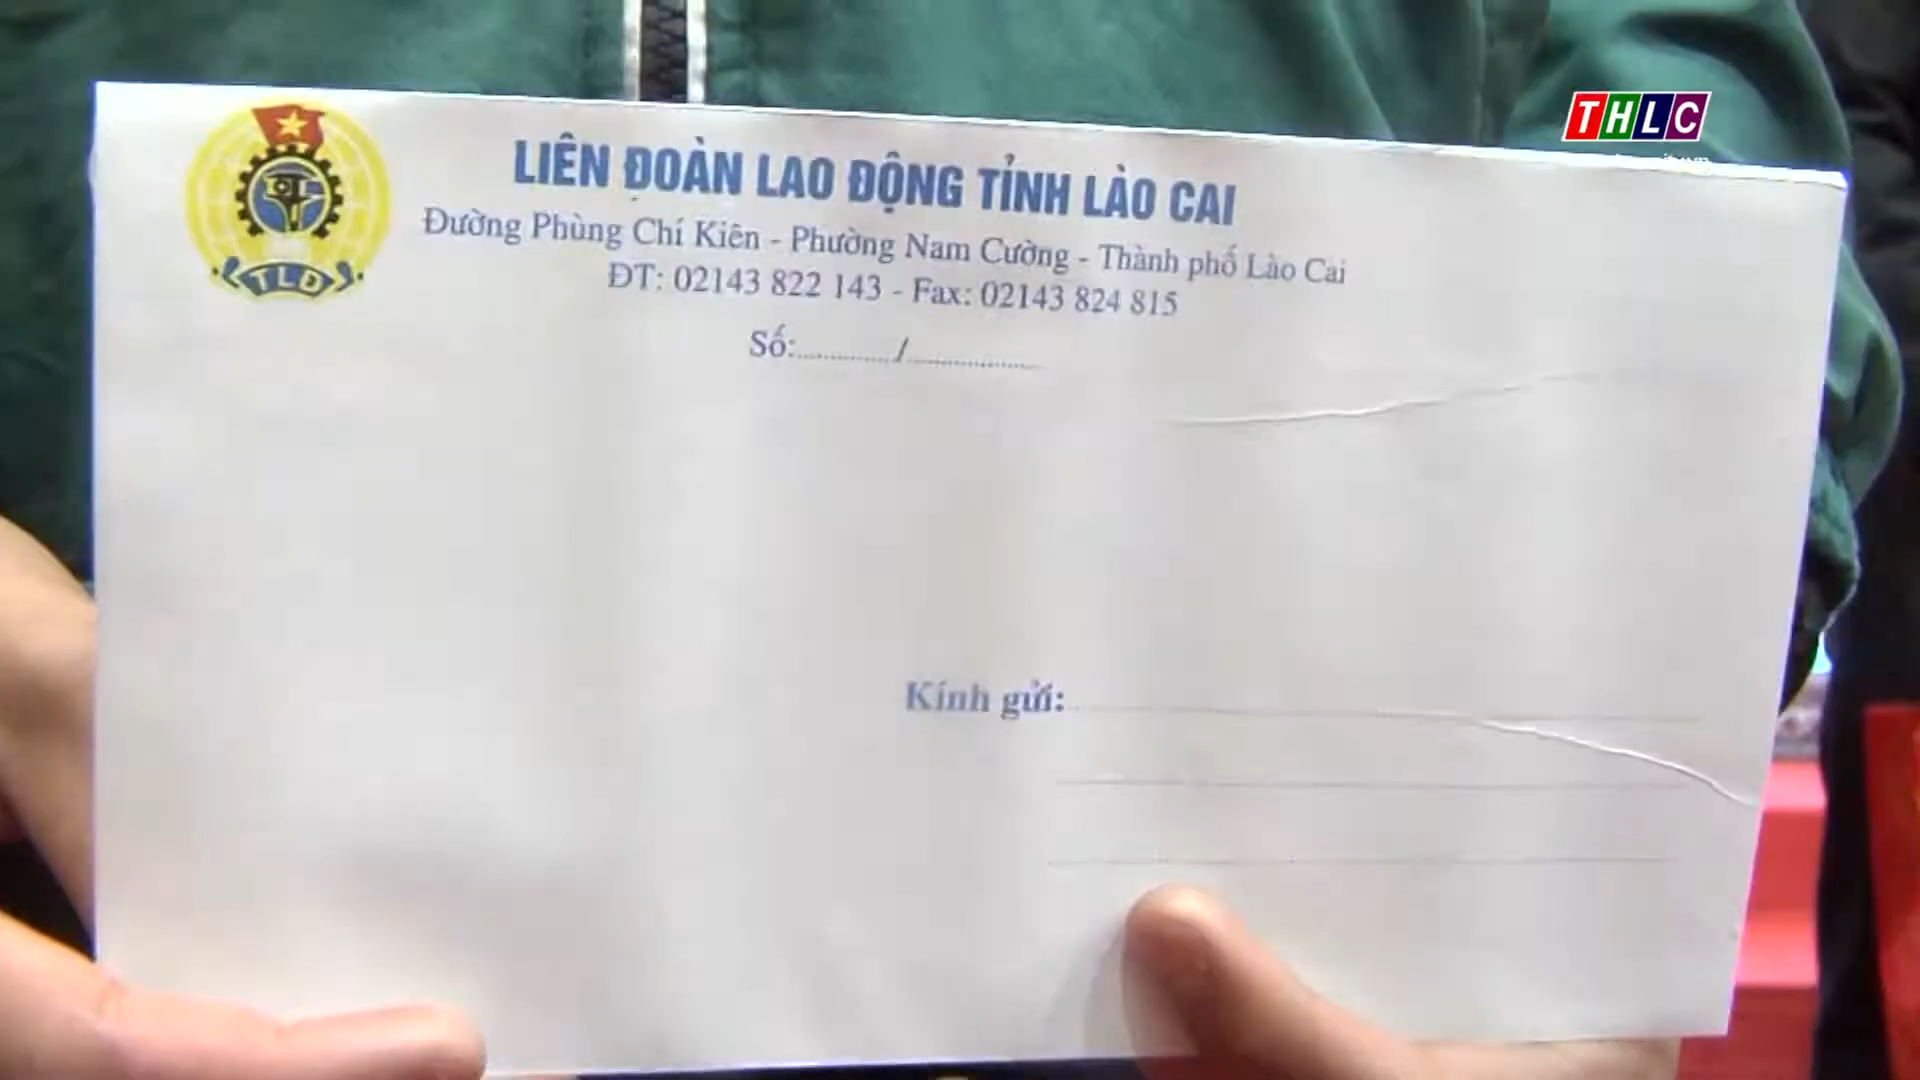 THLC
LIÊN ĐOÀN LAO ĐỘNG TỈNH LÀO CAI
Đường Phùng Chí Kiên - Phường Nam Cường - Thành phố Lào Cai
ĐT: 02143 822 143 - Fax: 02143 824 815
TLĐ
Số:............../....................
Kính gửi: